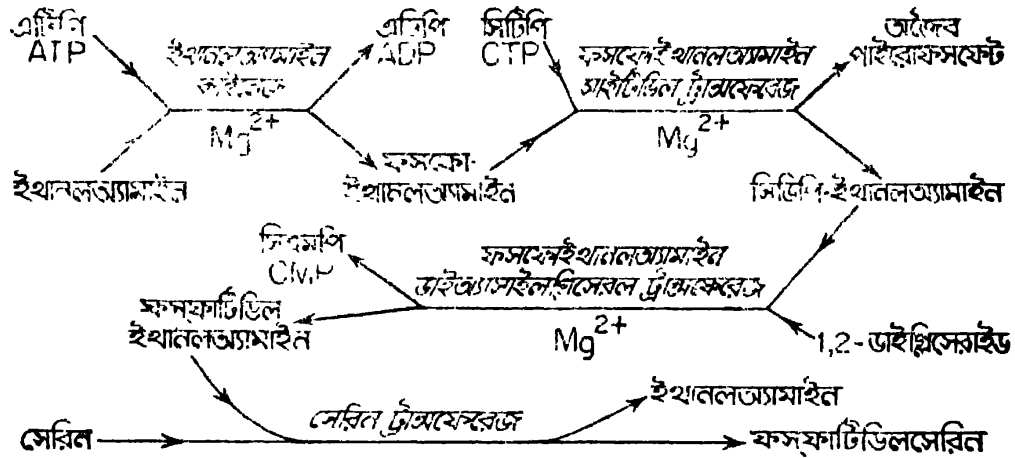 এটিপি
ATP
ইথানলঅ্যামাইন
কাইনেজ
Mg2+
এডিপি
ADP
সিটিপি
CTP
ফসফোইথানলঅ্যামাইন
সাইটিডিল ট্রান্সফেরেজ
Mg2+
অজৈব
পাইরোফসফেট
ইথানলঅ্যামাইন
ফসফো-
ইথানলঅ্যামাইন
সিডিপি-ইথানলঅ্যামাইন
সিএমপি
CMP
ফসফোইথানলঅ্যামাইন
ডাইঅ্যাসাইলগ্লিসেরল ট্রান্সফেরেজ
Mg2+
ফস্‌ফাটিডিল
ইথানলঅ্যামাইন
1,2-ডাইগ্লিসেরাইড
সেরিন ট্রান্সফেরেজ
ইথানলঅ্যামাইন
সেরিন
ফস্‌ফাটিডিলসেরিন